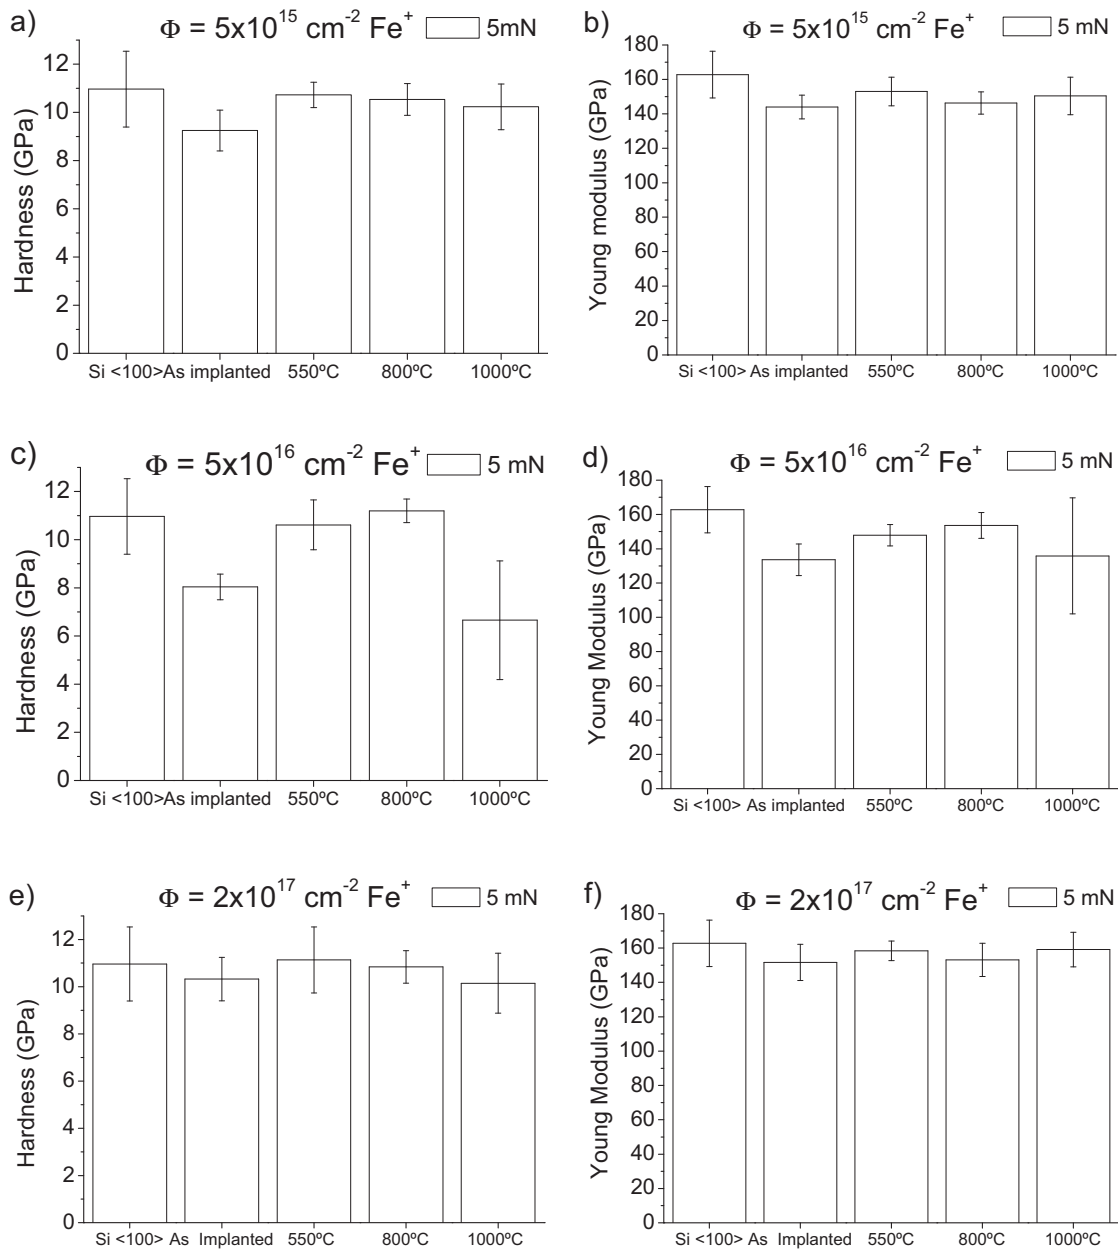 a) Φ = 5x10^15 cm^-2 Fe^+ 5mN
Hardness (GPa)
12
10
8
6
4
2
0
Si <100> As implanted 550ºC 800ºC 1000ºC
b) Φ = 5x10^15 cm^-2 Fe^+ 5 mN
Young modulus (GPa)
180
160
140
120
100
80
60
40
20
0
Si <100> As implanted 550ºC 800ºC 1000ºC
c) Φ = 5x10^16 cm^-2 Fe^+ 5 mN
Hardness (GPa)
12
10
8
6
4
2
0
Si <100> As implanted 550ºC 800ºC 1000ºC
d) Φ = 5x10^16 cm^-2 Fe^+ 5 mN
Young Modulus (GPa)
180
160
140
120
100
80
60
40
20
0
Si <100> As implanted 550ºC 800ºC 1000ºC
e) Φ = 2x10^17 cm^-2 Fe^+ 5 mN
Hardness (GPa)
12
10
8
6
4
2
0
Si <100> As Implanted 550ºC 800ºC 1000ºC
f) Φ = 2x10^17 cm^-2 Fe^+ 5 mN
Young Modulus (GPa)
180
160
140
120
100
80
60
40
20
0
Si <100> As Implanted 550ºC 800ºC 1000ºC